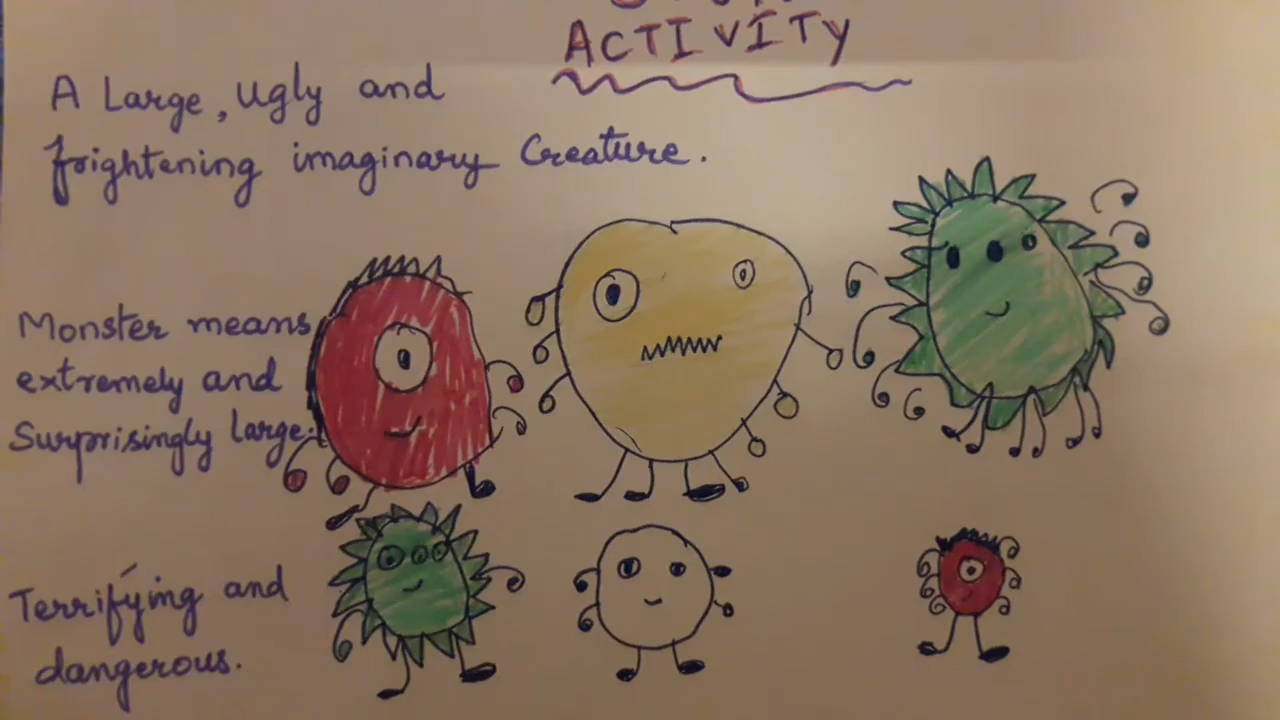 ACTIVITY
A Large, Ugly and
frightening imaginary Creature.
Monster means
extremely and
Surprisingly large.
Terrifying and
dangerous.